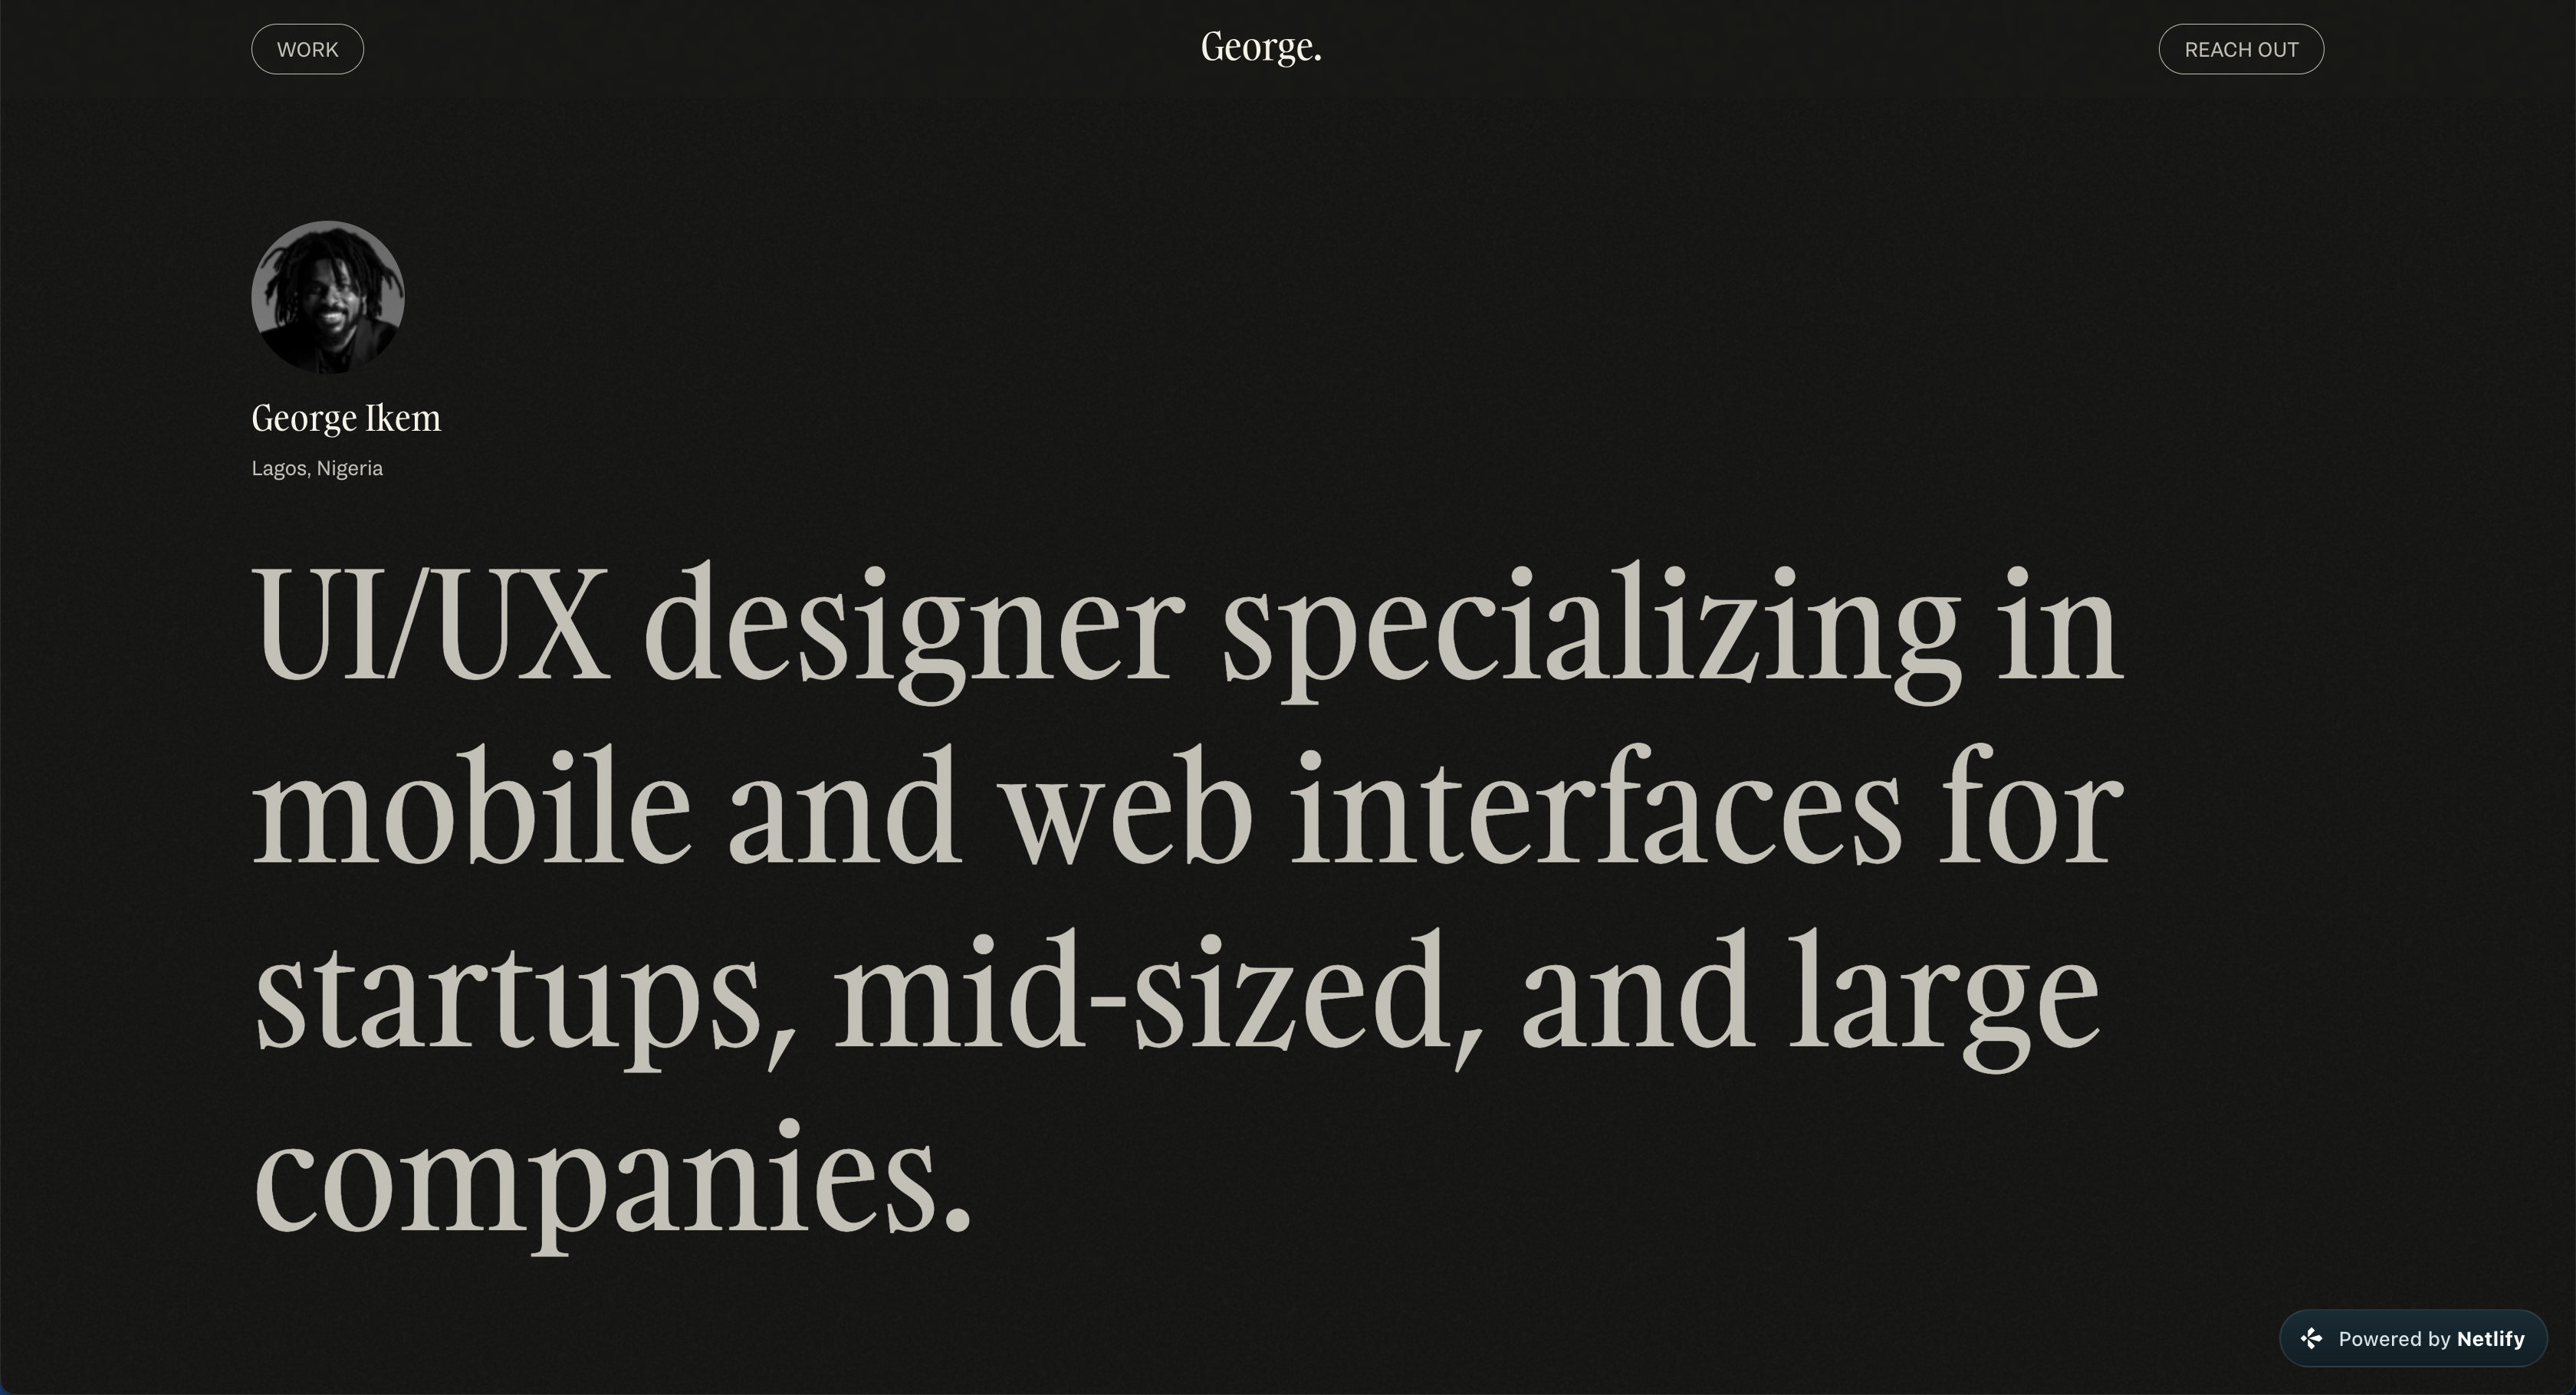 WORK
George.
REACH OUT
George Ikem
Lagos, Nigeria
UI/UX designer specializing in
mobile and web interfaces for
startups, mid-sized, and large
companies.
Powered by Netlify